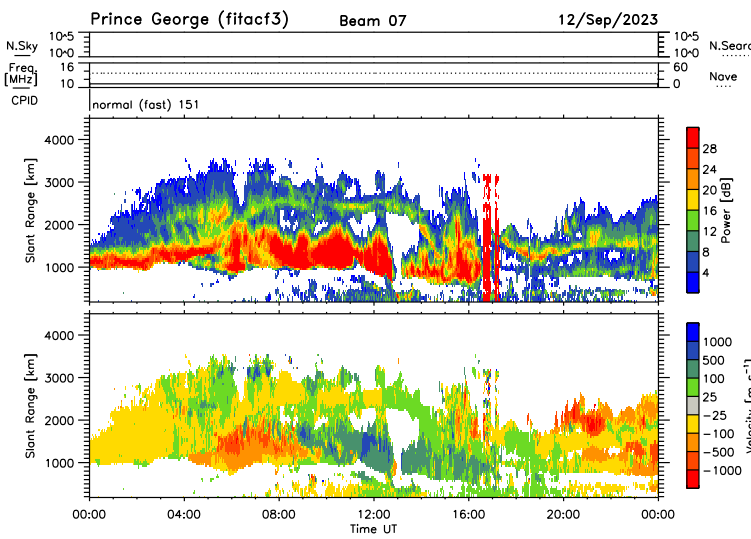 Prince George (fitacf3) Beam 07 12/Sep/2023
N.Sky 10^5 10^0 10^5 10^0 N.Sear
Freq. [MHz] 16 10 60 0 Nave
CPID normal (fast) 151
Slant Range [km] 4000 3000 2000 1000
28 24 20 16 12 8 4 Power [dB]
Slant Range [km] 4000 3000 2000 1000
1000 500 100 25 -25 -100 -500 -1000 Velocity [m s-1]
00:00 04:00 08:00 12:00 16:00 20:00 00:00
Time UT